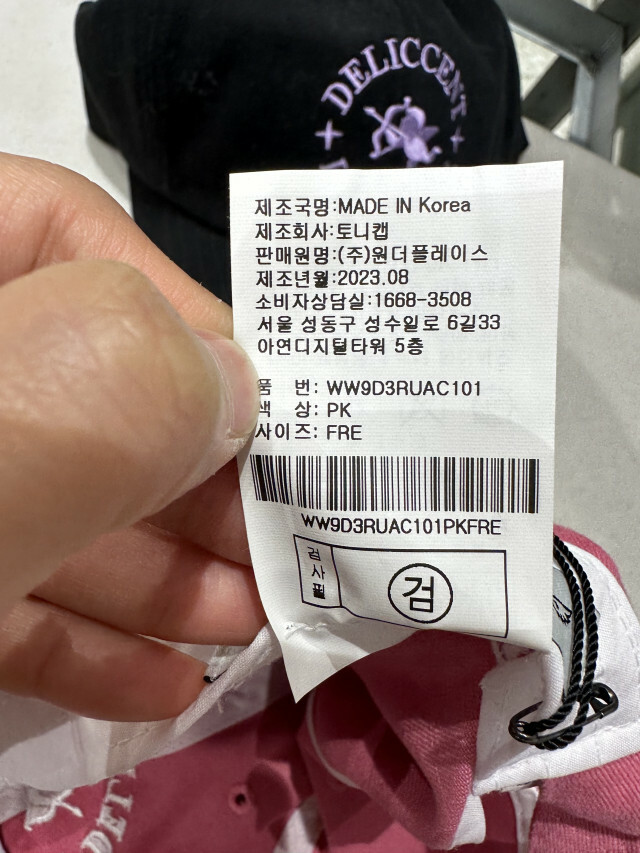 DELICCENT
제조국명:MADE IN Korea
제조회사:토니캡
판매원명:(주)원더플레이스
제조년월:2023.08
소비자상담실:1668-3508
서울 성동구 성수일로 6길33
아연디지털타워 5층
품 번: WW9D3RUAC101
색 상: PK
사이즈: FRE
WW9D3RUAC101PKFRE
검사필
검